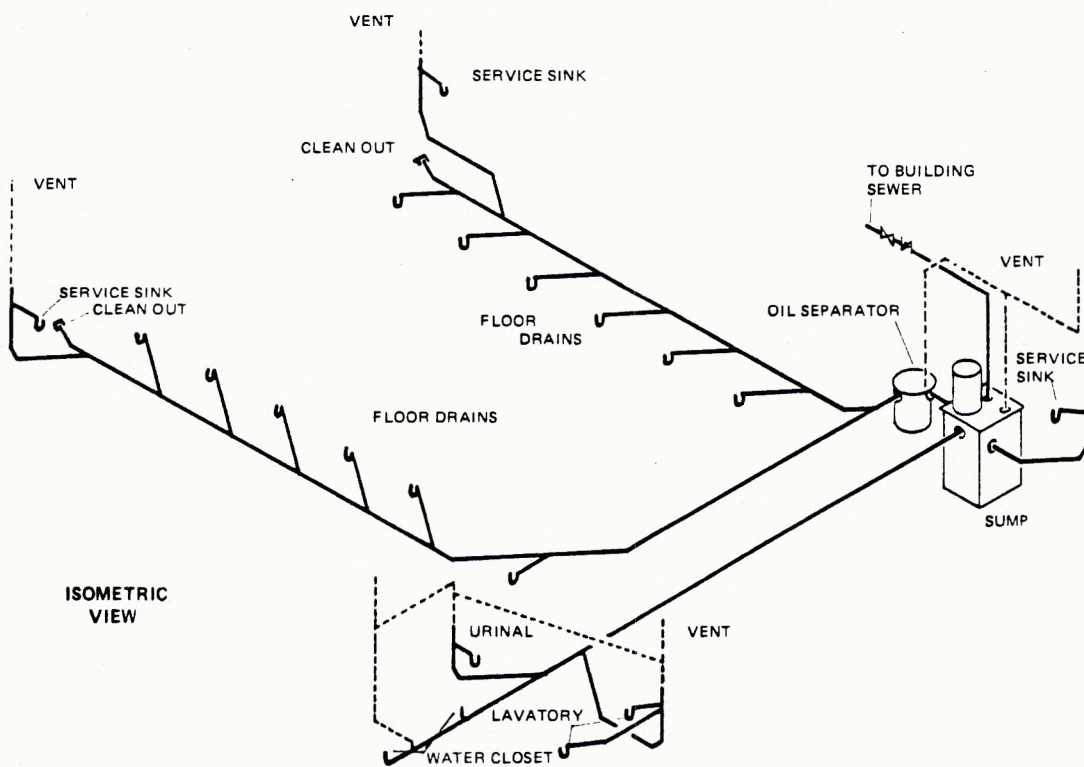 VENT
SERVICE SINK
CLEAN OUT
VENT
TO BUILDING
SEWER
VENT
SERVICE SINK
CLEAN OUT
OIL SEPARATOR
FLOOR
DRAINS
SERVICE
SINK
FLOOR DRAINS
SUMP
ISOMETRIC
VIEW
URINAL
VENT
LAVATORY
WATER CLOSET